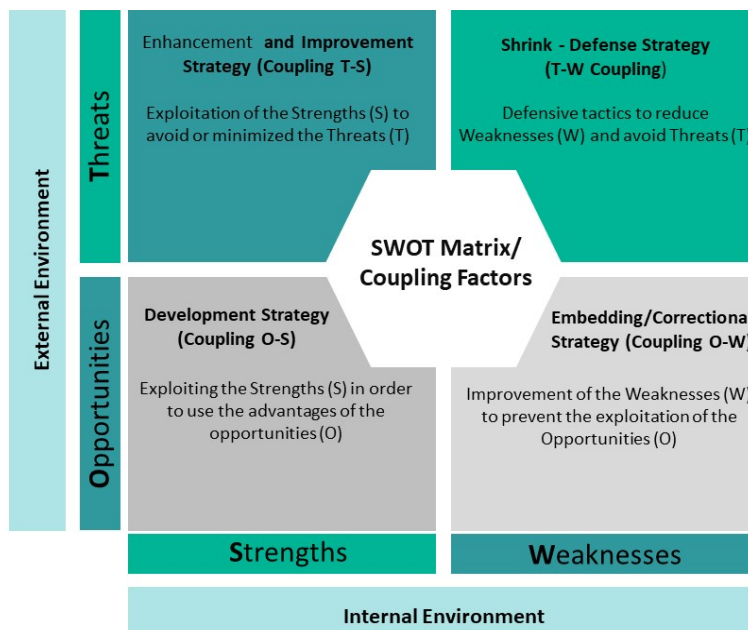 External Environment
Threats
Opportunities
Enhancement and Improvement
Strategy (Coupling T-S)
Exploitation of the Strengths (S) to
avoid or minimized the Threats (T)
Shrink - Defense Strategy
(T-W Coupling)
Defensive tactics to reduce
Weaknesses (W) and avoid Threats (T)
SWOT Matrix/
Coupling Factors
Development Strategy
(Coupling O-S)
Exploiting the Strengths (S) in order
to use the advantages of the
opportunities (O)
Embedding/Correctional
Strategy (Coupling O-W)
Improvement of the Weaknesses (W)
to prevent the exploitation of the
Opportunities (O)
Strengths
Weaknesses
Internal Environment